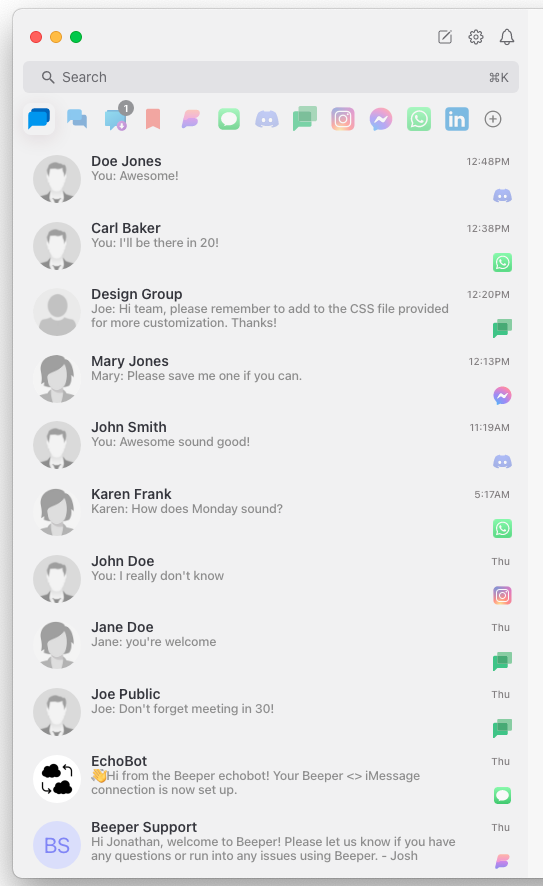 Search ⌘K
1
Doe Jones 12:48PM
You: Awesome!
Carl Baker 12:38PM
You: I'll be there in 20!
Design Group 12:20PM
Joe: Hi team, please remember to add to the CSS file provided
for more customization. Thanks!
Mary Jones 12:13PM
Mary: Please save me one if you can.
John Smith 11:19AM
You: Awesome sound good!
Karen Frank 5:17AM
Karen: How does Monday sound?
John Doe Thu
You: I really don't know
Jane Doe Thu
Jane: you're welcome
Joe Public Thu
Joe: Don't forget meeting in 30!
EchoBot Thu
👋Hi from the Beeper echobot! Your Beeper <> iMessage
connection is now set up.
BS
Beeper Support Thu
Hi Jonathan, welcome to Beeper! Please let us know if you have
any questions or run into any issues using Beeper. - Josh